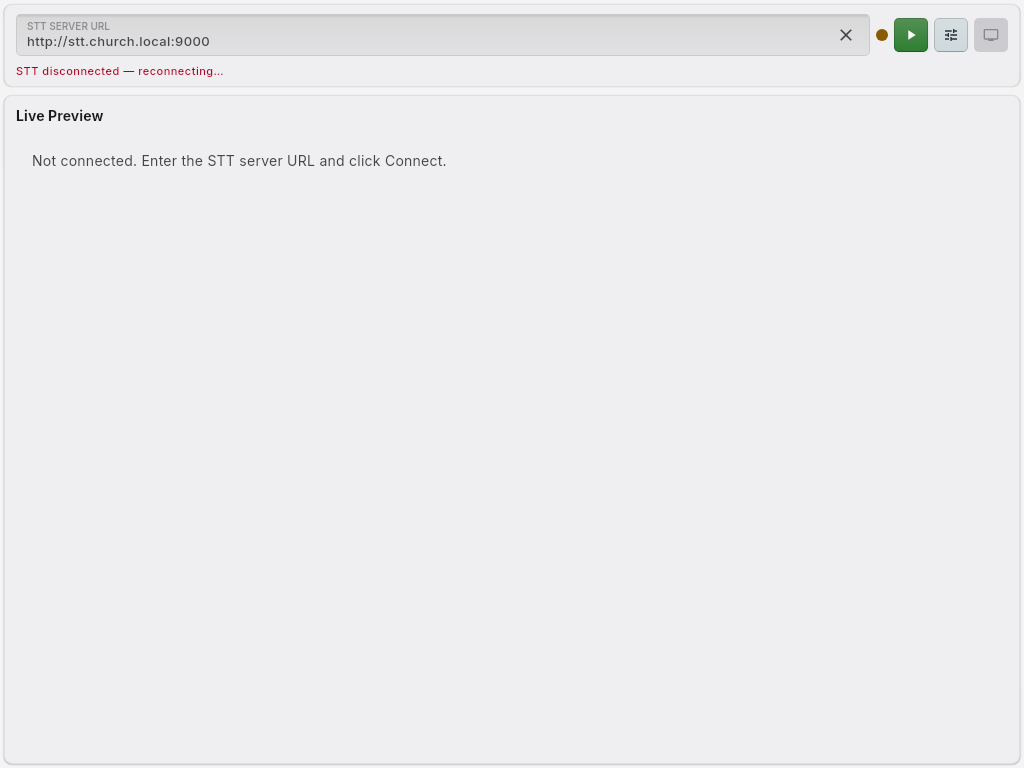 STT SERVER URL
http://stt.church.local:9000
STT disconnected — reconnecting...
Live Preview
Not connected. Enter the STT server URL and click Connect.